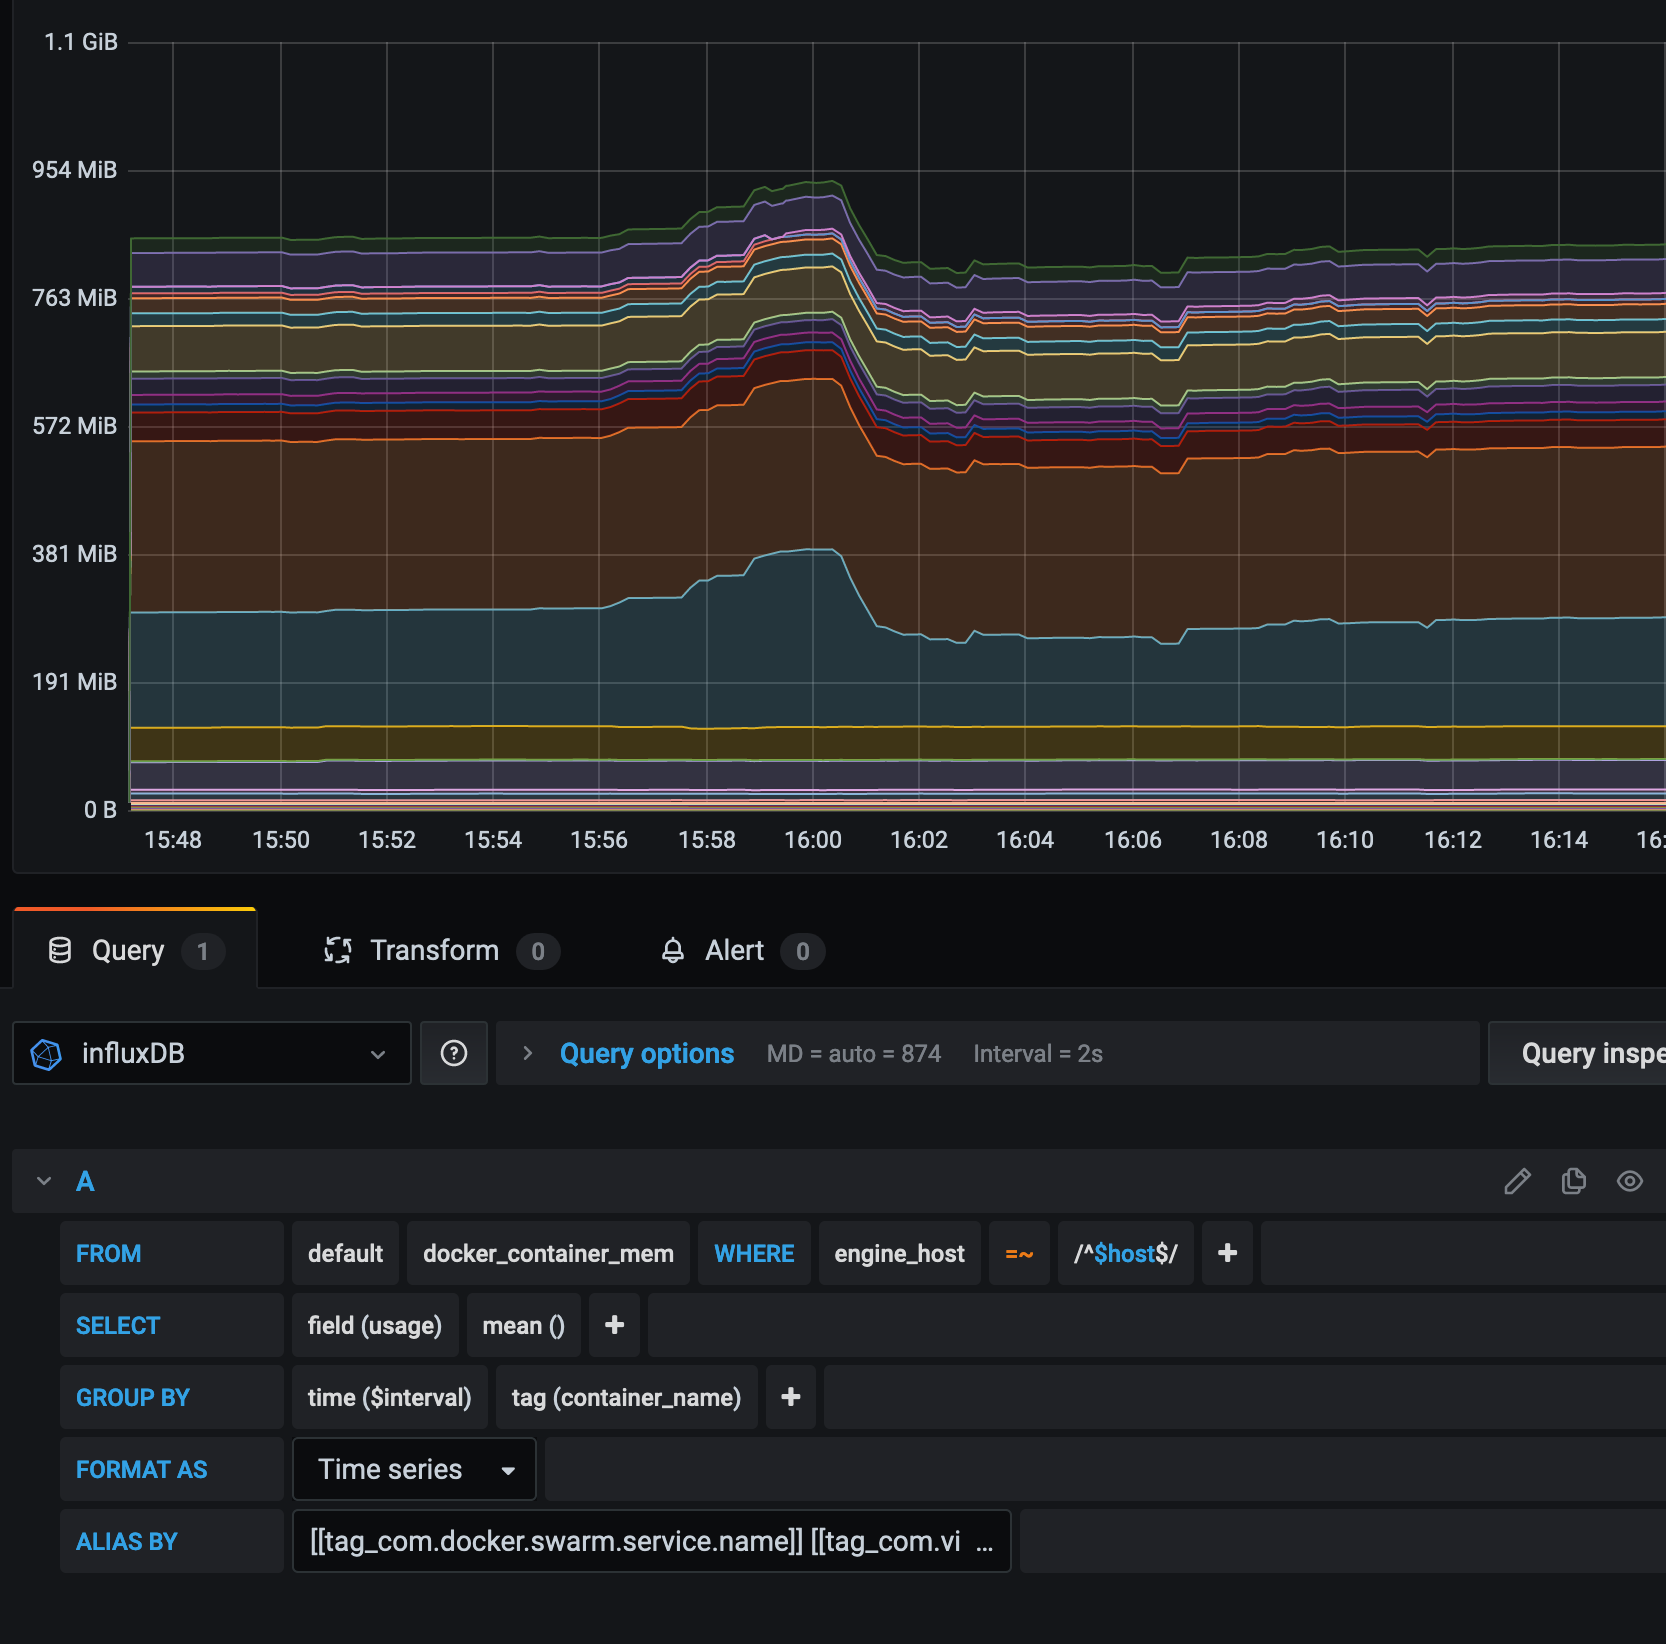 1.1 GiB
954 MiB
763 MiB
572 MiB
381 MiB
191 MiB
0 B
15:48 15:50 15:52 15:54 15:56 15:58 16:00 16:02 16:04 16:06 16:08 16:10 16:12 16:14 16:
Query 1 Transform 0 Alert 0
influxDB Query options MD = auto = 874 Interval = 2s Query inspe
A
FROM default docker_container_mem WHERE engine_host =~ /^$host$/ +
SELECT field (usage) mean () +
GROUP BY time ($interval) tag (container_name) +
FORMAT AS Time series
ALIAS BY [[tag_com.docker.swarm.service.name]] [[tag_com.vi ...